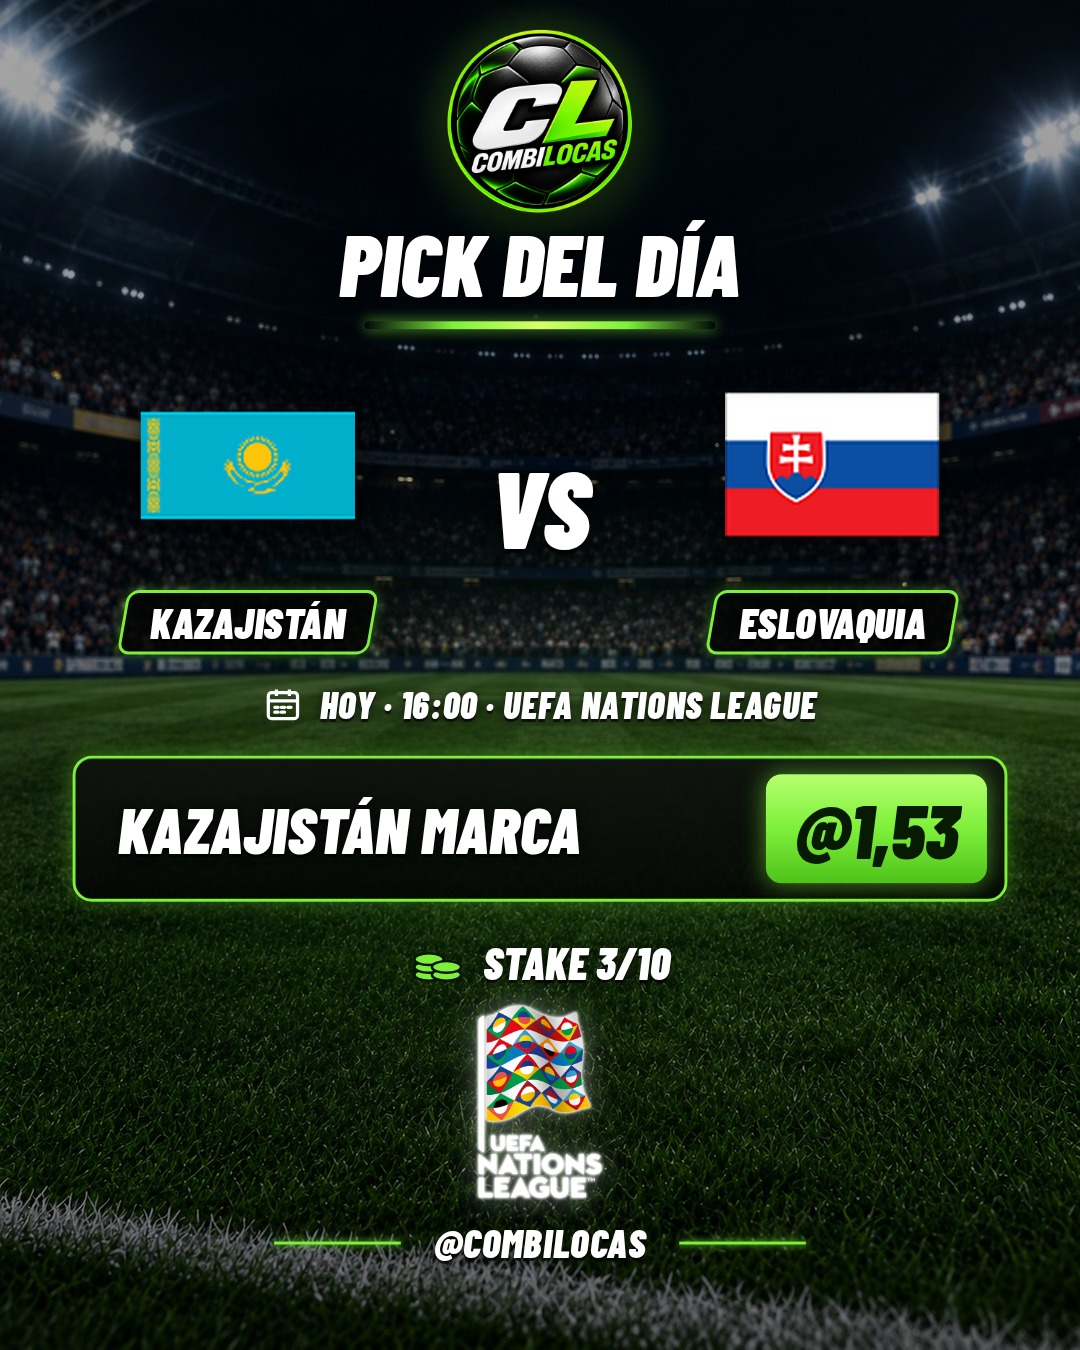 CL
COMBILOCAS
PICK DEL DÍA
VS
KAZAJISTÁN
ESLOVAQUIA
HOY · 16:00 · UEFA NATIONS LEAGUE
KAZAJISTÁN MARCA
@1,53
STAKE 3/10
UEFA
NATIONS
LEAGUE™
@COMBILOCAS